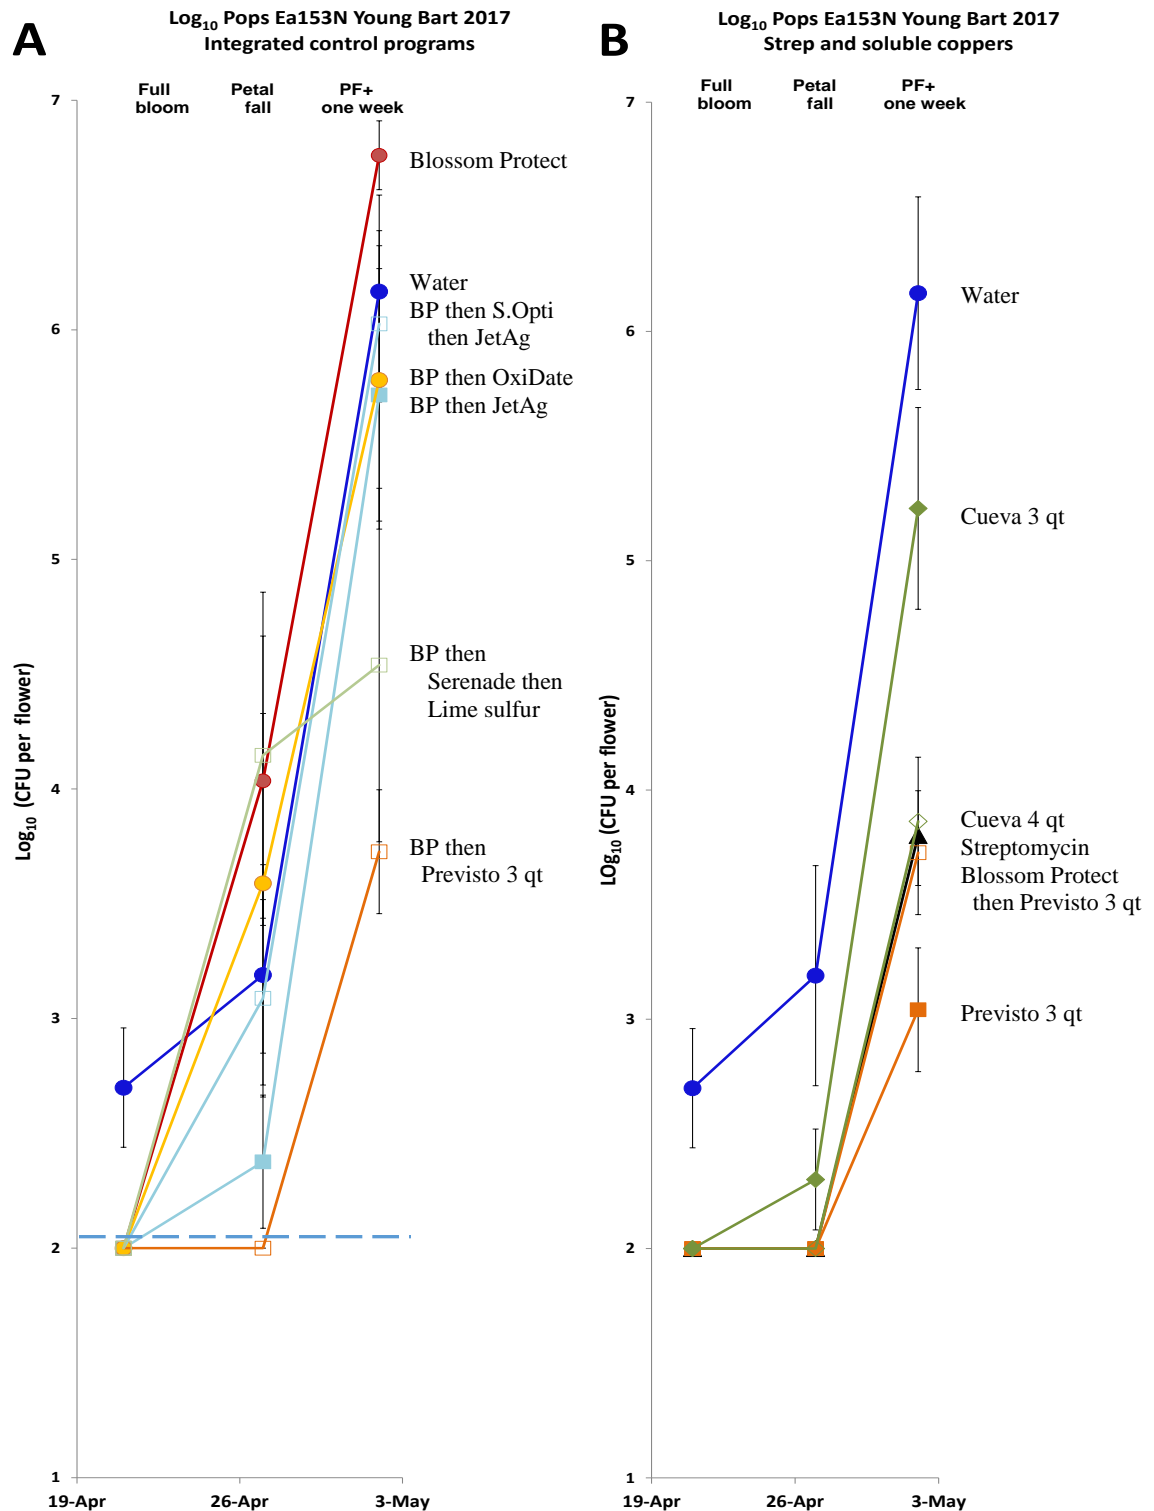 A
Log10 Pops Ea153N Young Bart 2017
Integrated control programs
Full bloom
Petal fall
PF+ one week
7
6
5
4
3
2
1
Log10 (CFU per flower)
19-Apr
26-Apr
3-May
Blossom Protect
Water
BP then S.Opti
then JetAg
BP then OxiDate
BP then JetAg
BP then
Serenade then
Lime sulfur
BP then
Previsto 3 qt
B
Log10 Pops Ea153N Young Bart 2017
Strep and soluble coppers
Full bloom
Petal fall
PF+ one week
7
6
5
4
3
2
1
LOg10 (CFU per flower)
19-Apr
26-Apr
3-May
Water
Cueva 3 qt
Cueva 4 qt
Streptomycin
Blossom Protect
then Previsto 3 qt
Previsto 3 qt